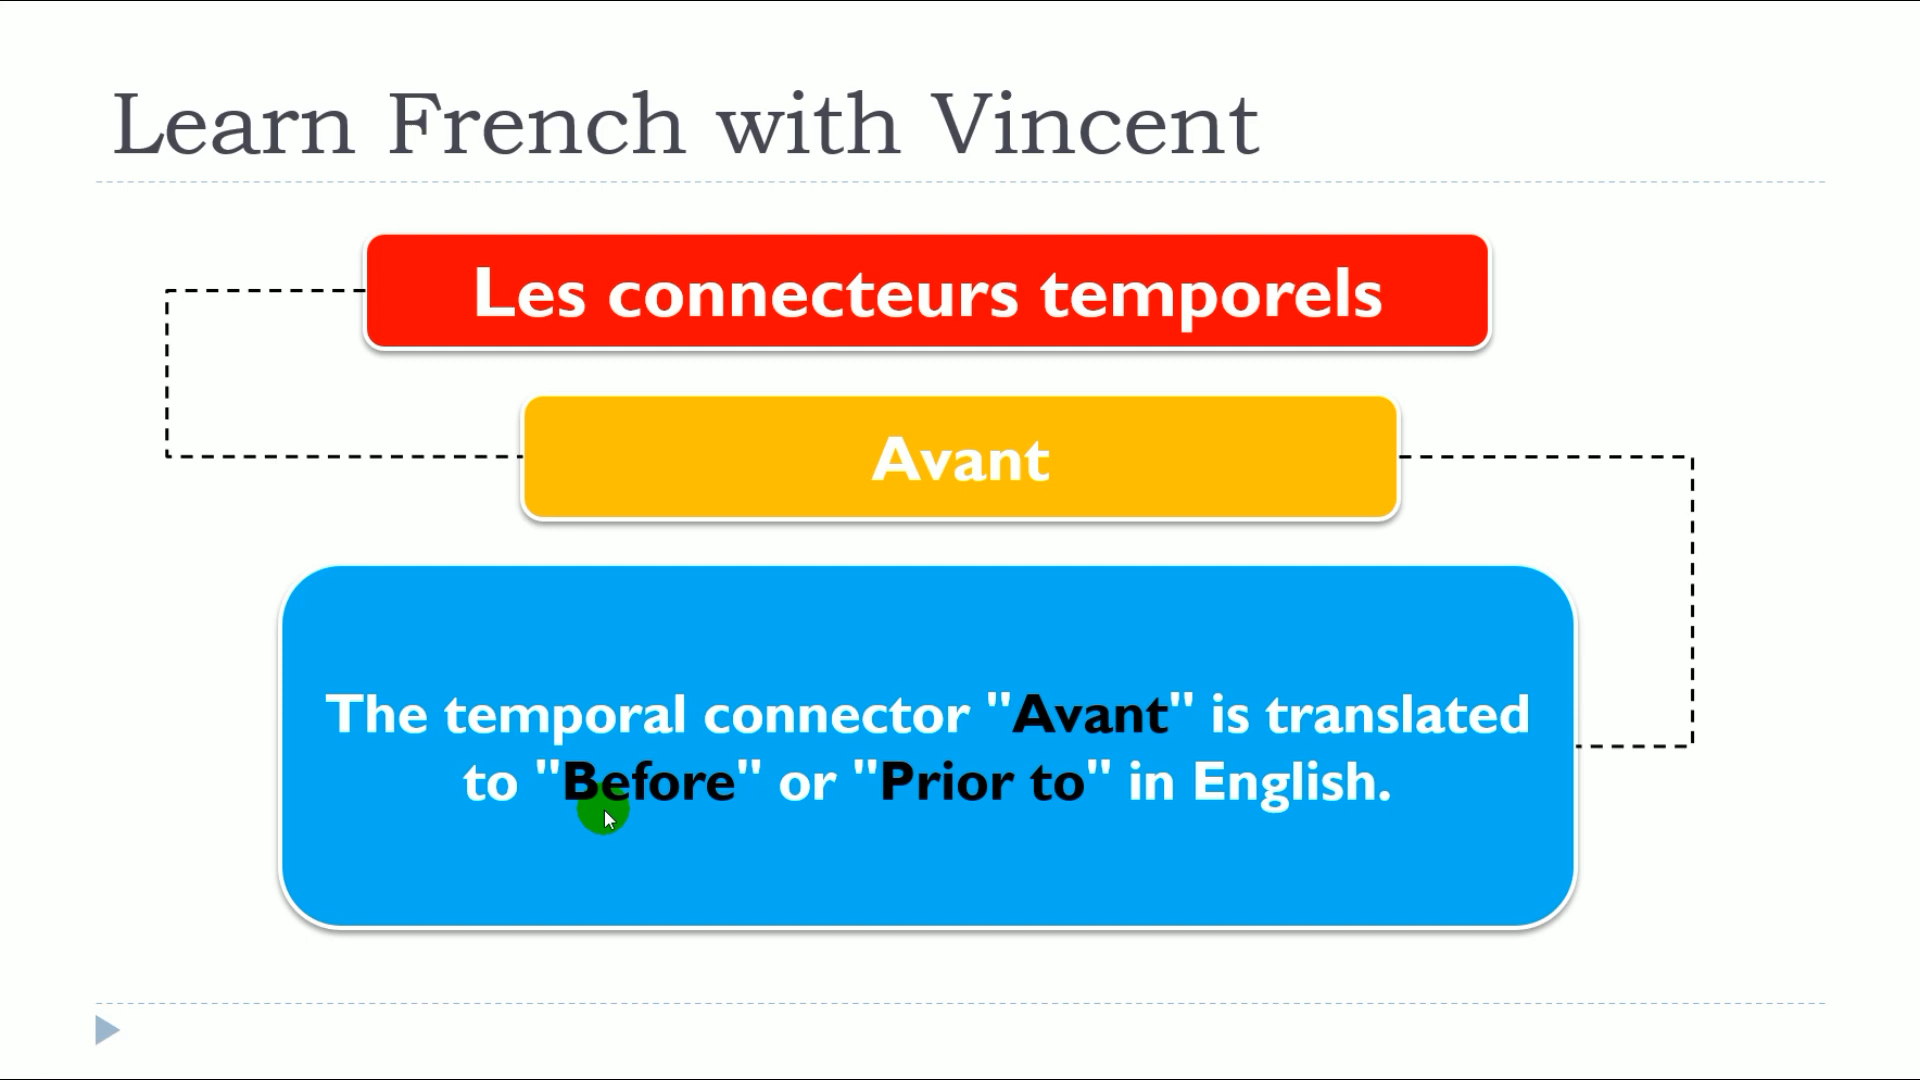 Learn French with Vincent
Les connecteurs temporels
Avant
The temporal connector "Avant" is translated
to "Before" or "Prior to" in English.